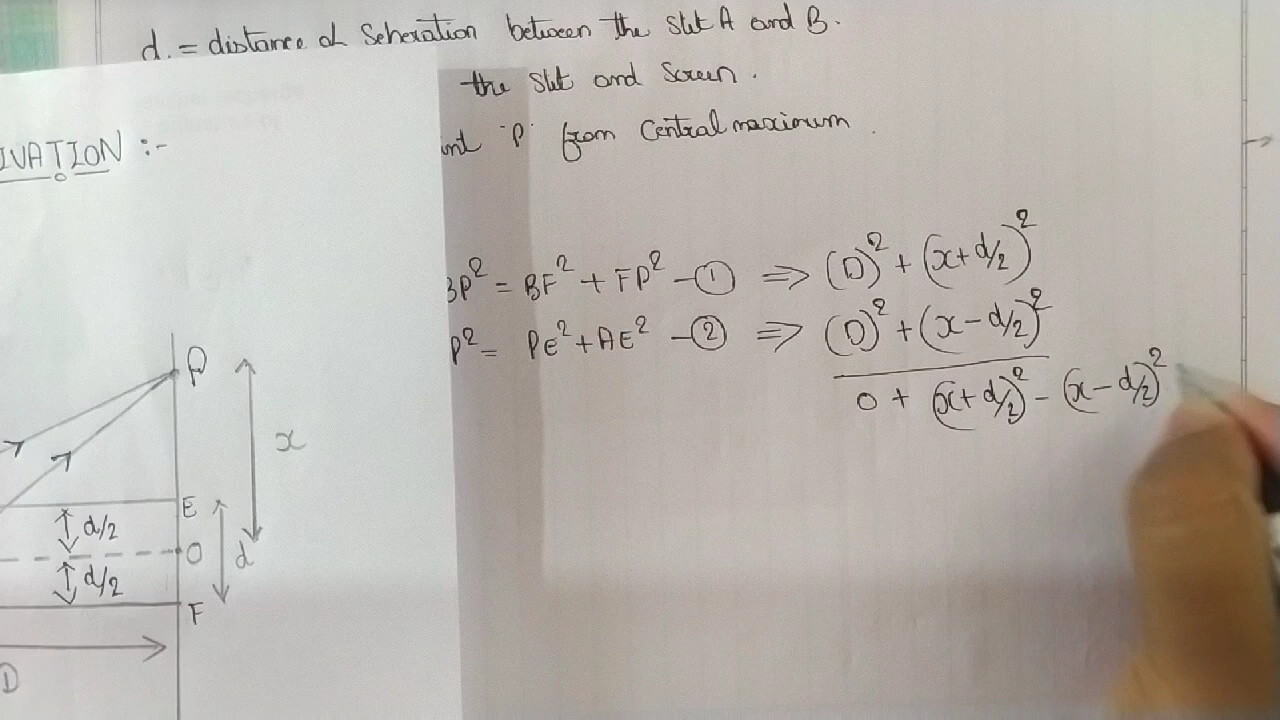 d. = distance of Seheration between the slit A and B.
the slit and Screen.
int "P" from Central maximum.
IVATION :-
BP² = BF² + FP² - ① ⇒ (D)² + (x+d/2)²
P² = PE² + AE² - ② ⇒ (D)² + (x-d/2)²
0 + (x+d/2)² - (x-d/2)²
P
x
E
d/2
O
d
d/2
F
D